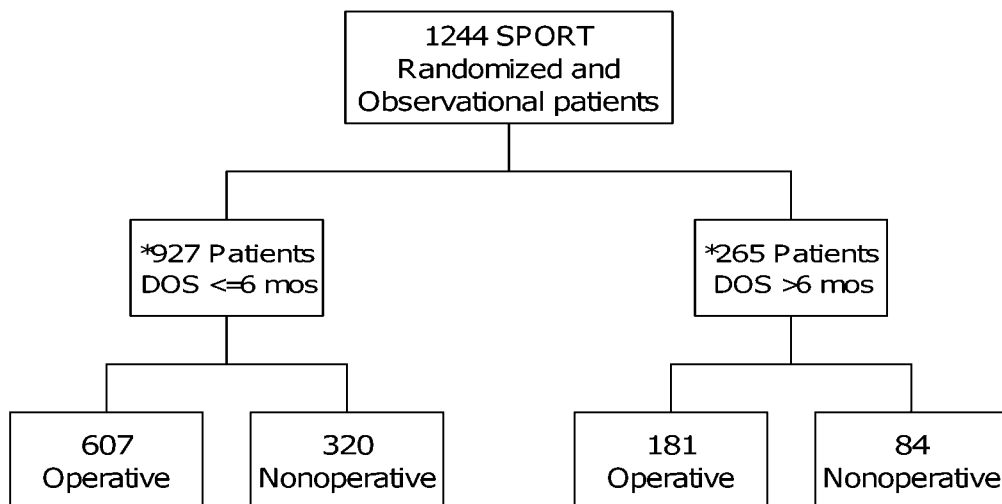 1244 SPORT
Randomized and
Observational patients
*927 Patients
DOS <=6 mos
*265 Patients
DOS >6 mos
607
Operative
320
Nonoperative
181
Operative
84
Nonoperative